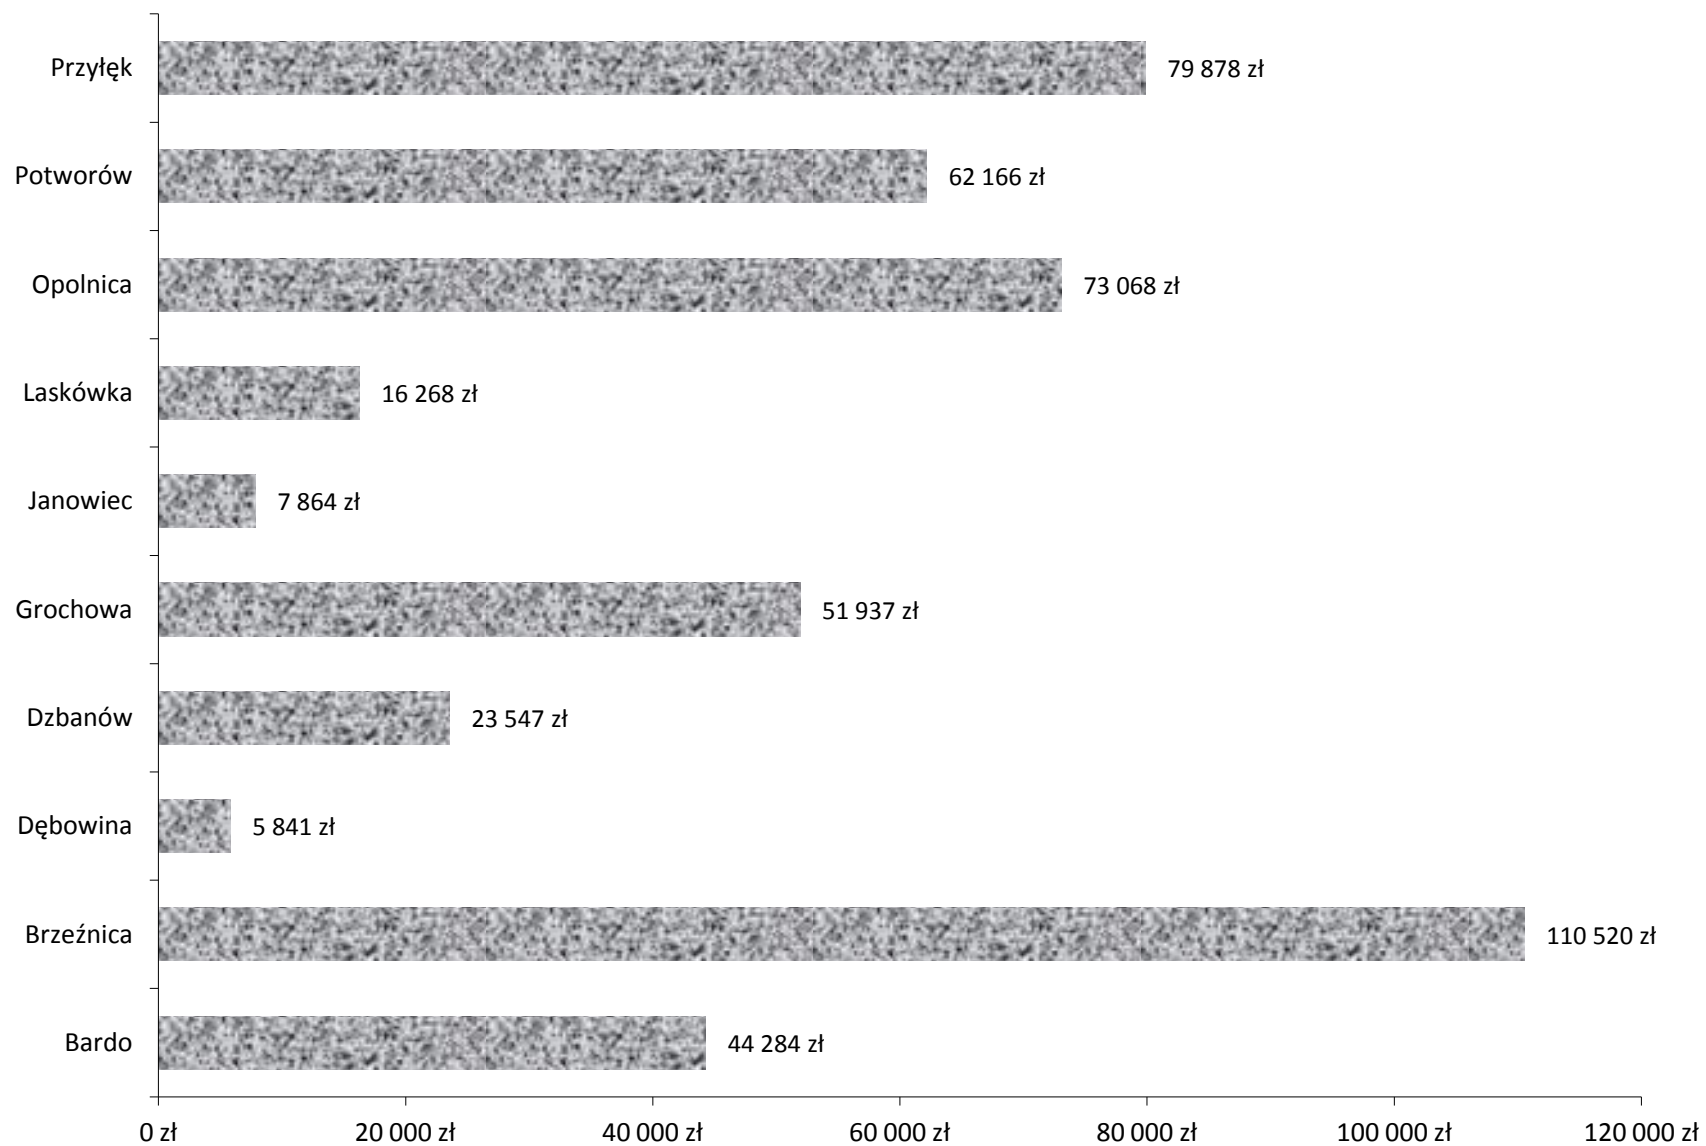 Przyłęk 79 878 zł
Potworów 62 166 zł
Opolnica 73 068 zł
Laskówka 16 268 zł
Janowiec 7 864 zł
Grochowa 51 937 zł
Dzbanów 23 547 zł
Dębowina 5 841 zł
Brzeźnica 110 520 zł
Bardo 44 284 zł
0 zł 20 000 zł 40 000 zł 60 000 zł 80 000 zł 100 000 zł 120 000 zł